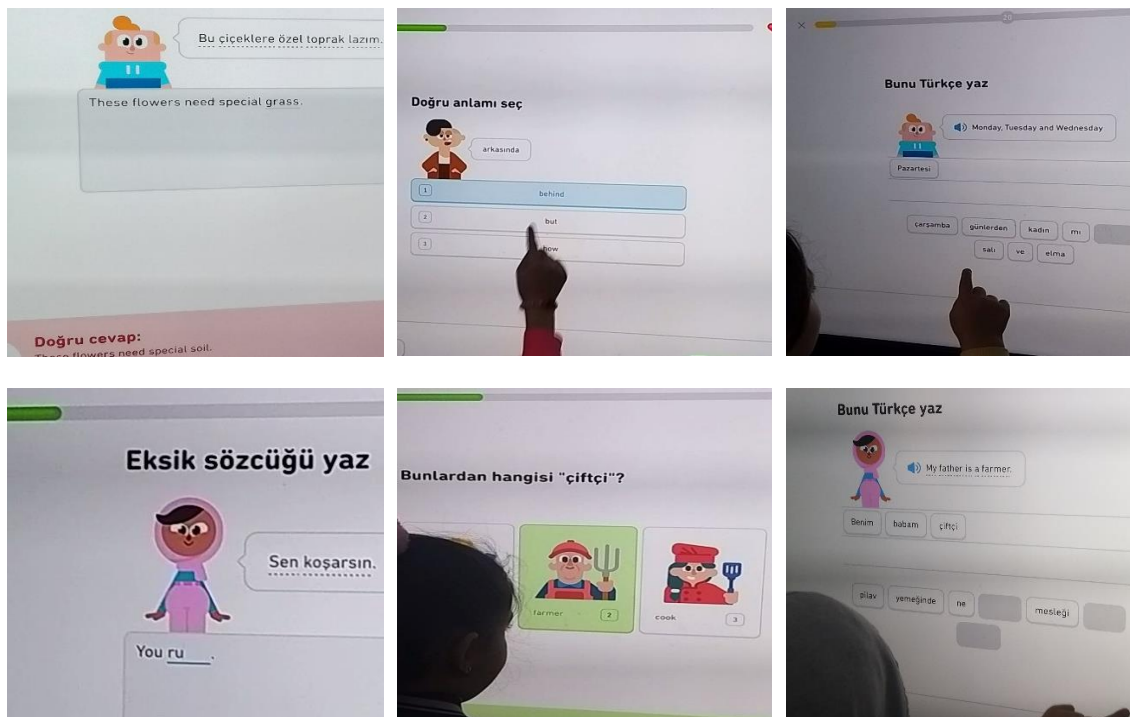 Bu çiçeklere özel toprak lazım.
These flowers need special grass.
Doğru cevap:
These flowers need special soil.
Doğru anlamı seç
arkasında
1 behind
2 but
3
20
Bunu Türkçe yaz
Monday, Tuesday and Wednesday
Pazartesi
çarşamba günlerden kadın mı
salı ve elma
Eksik sözcüğü yaz
Sen koşarsın.
You ru___.
Bunlardan hangisi "çiftçi"?
farmer 2
cook 3
Bunu Türkçe yaz
My father is a farmer.
Benim babam çiftçi
pilav yemeğinde ne mesleği